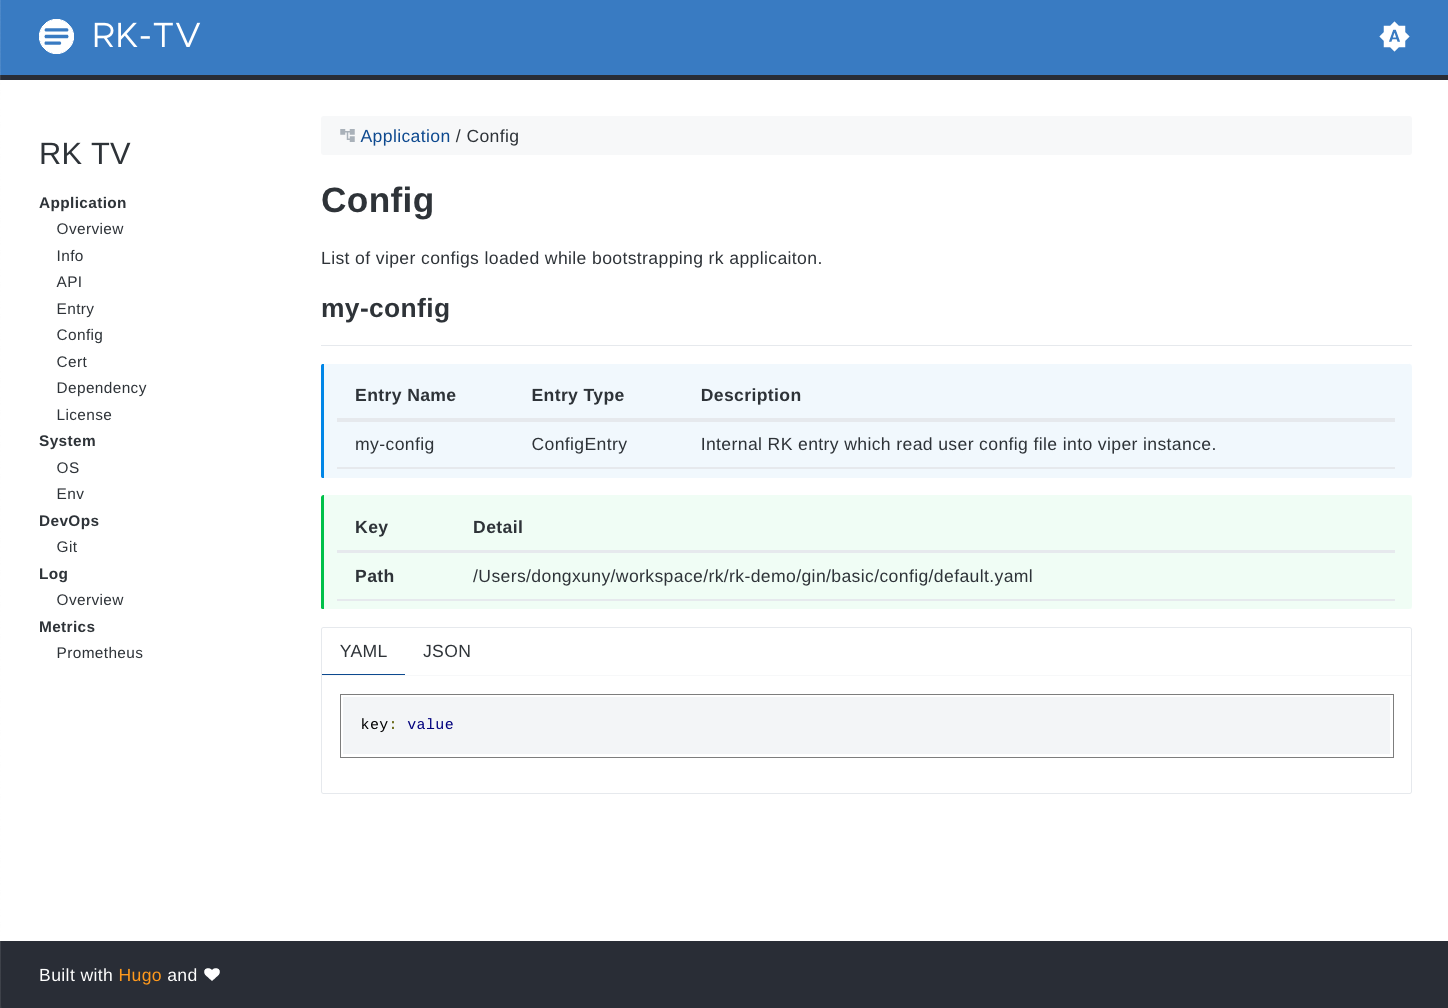 RK-TV
A
RK TV
Application
Overview
Info
API
Entry
Config
Cert
Dependency
License
System
OS
Env
DevOps
Git
Log
Overview
Metrics
Prometheus
Application / Config
Config
List of viper configs loaded while bootstrapping rk applicaiton.
my-config
Entry Name Entry Type Description
my-config ConfigEntry Internal RK entry which read user config file into viper instance.
Key Detail
Path /Users/dongxuny/workspace/rk/rk-demo/gin/basic/config/default.yaml
YAML JSON
key: value
Built with Hugo and ♥